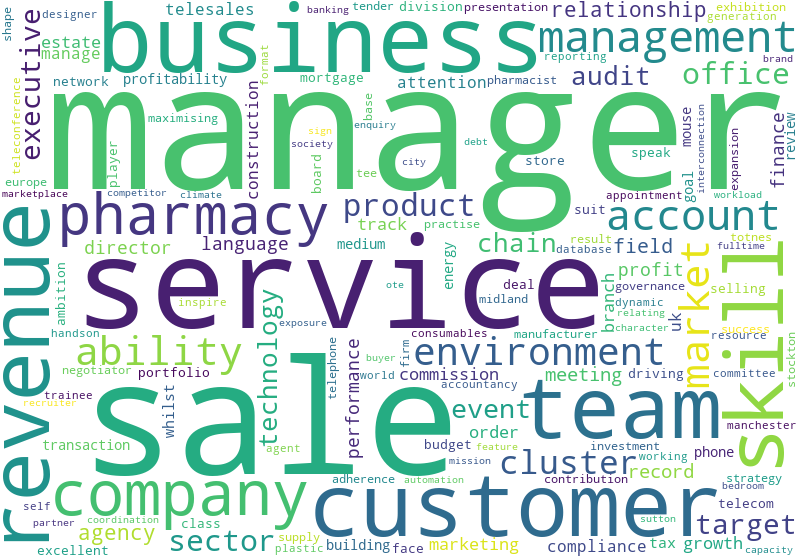 banking
tender
division
presentation
relationship
exhibition
generation
shape
designer
telesales
business
management
brand
executive
estate
manage
network
profitability
mortgage
attention
pharmacist
reporting
audit
office
teleconference
maximising
format
manager
base
sign
enquiry
society
debt
city
store
speak
mouse
interconnection
expansion
finance
review
construction
player
board
tee
europe
marketplace
competitor
climate
appointment
goal
workload
revenue
pharmacy
product
suit
account
track
practise
director
language
medium
chain
result
database
field
totnes
fulltime
service
energy
deal
midland
branch
profit
governance
dynamic
relating
character
uk
market
selling
success
resource
skill
ambition
inspire
ote
exposure
handson
consumables
manufacturer
ability
technology
telephone
performance
buyer
world
firm
environment
commission
accountancy
meeting
driving
committee
stockton
negotiator
portfolio
trainee
recruiter
whilst
sale
event
order
team
manchester
transaction
agent
budget
feature
investment
working
phone
mission
cluster
record
strategy
adherence
automation
contribution
bedroom
self
partner
company
customer
sutton
telecom
coordination
class
agency
sector
supply
plastic
building
face
marketing
compliance
target
tax
growth
capacity
excellent